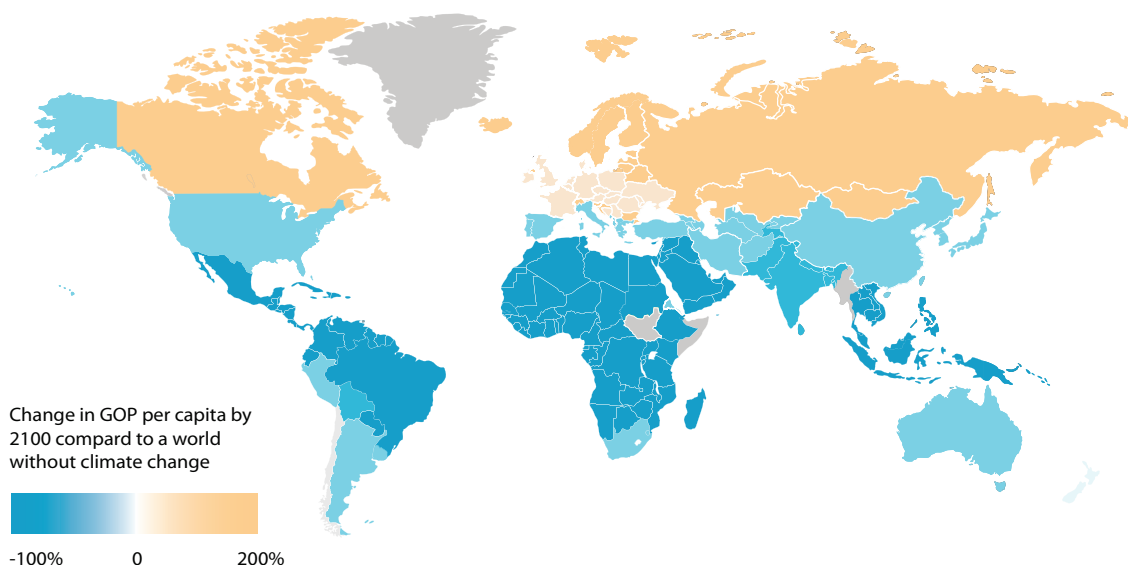 Change in GOP per capita by
2100 compard to a world
without climate change
-100% 0 200%